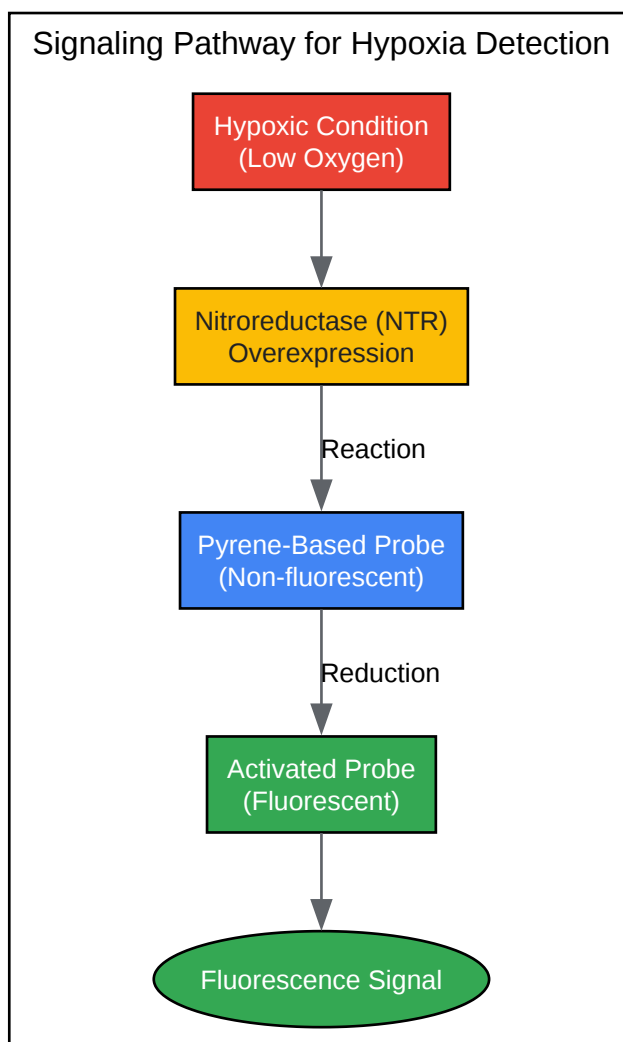 Signaling Pathway for Hypoxia Detection
Hypoxic Condition
(Low Oxygen)
Nitroreductase (NTR)
Overexpression
Reaction
Pyrene-Based Probe
(Non-fluorescent)
Reduction
Activated Probe
(Fluorescent)
Fluorescence Signal